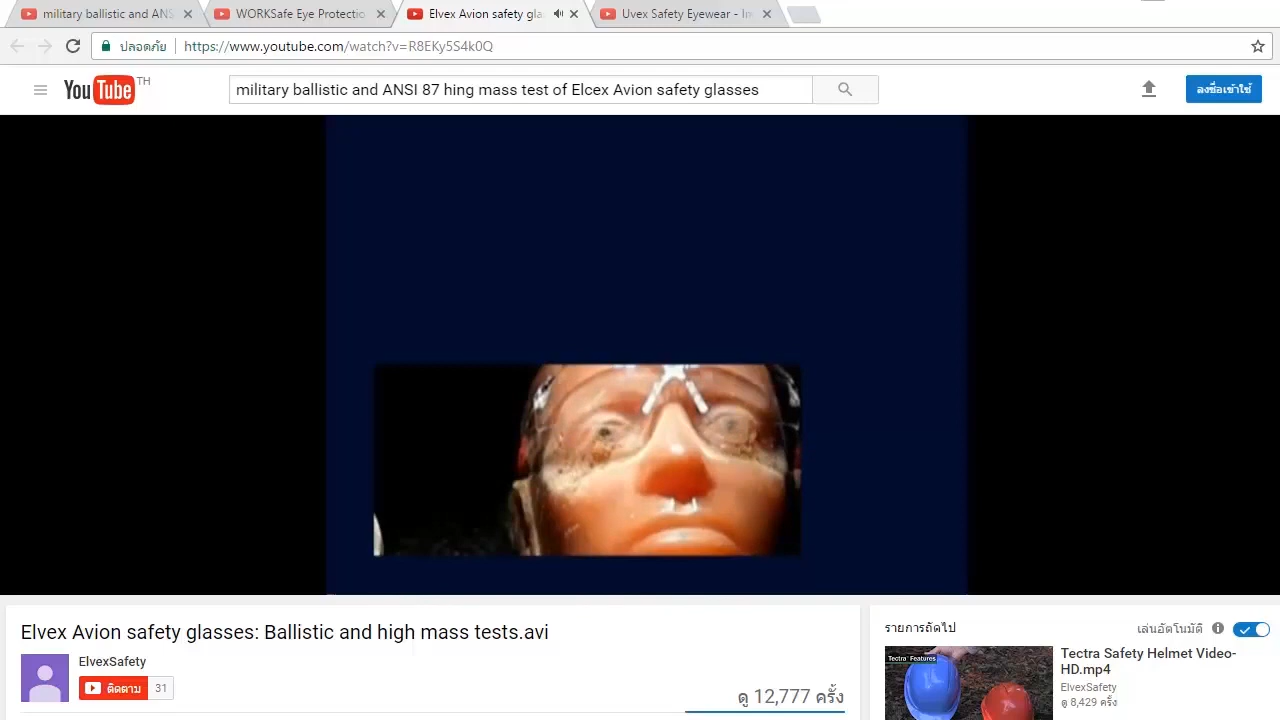 military ballistic and ANS
WORKSafe Eye Protectio
Elvex Avion safety gla
Uvex Safety Eyewear - Im
ปลอดภัย
https://www.youtube.com/watch?v=R8EKy5S4k0Q
YouTube TH
military ballistic and ANSI 87 hing mass test of Elcex Avion safety glasses
ลงชื่อเข้าใช้
Elvex Avion safety glasses: Ballistic and high mass tests.avi
ElvexSafety
ติดตาม 31
ดู 12,777 ครั้ง
รายการถัดไป
เล่นอัตโนมัติ
Tectra Features
Tectra Safety Helmet Video-
HD.mp4
ElvexSafety
ดู 8,429 ครั้ง